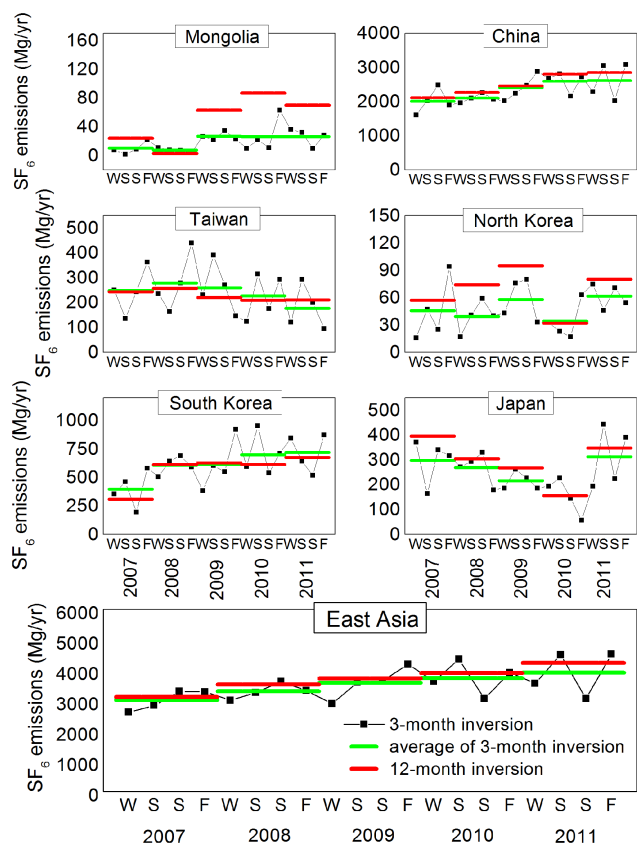 Mongolia
SF6 emissions (Mg/yr)
160
120
80
40
0
WSSFWSSFWSSFWSSFWSSF
China
4000
3000
2000
1000
0
WSSFWSSFWSSFWSSFWSSF
Taiwan
SF6 emissions (Mg/yr)
500
400
300
200
100
0
WSSFWSSFWSSFWSSFWSSF
North Korea
150
120
90
60
30
0
WSSFWSSFWSSFWSSFWSSF
South Korea
SF6 emissions (Mg/yr)
1000
750
500
250
0
WSSFWSSFWSSFWSSFWSSF
2007 2008 2009 2010 2011
Japan
500
400
300
200
100
0
WSSFWSSFWSSFWSSFWSSF
2007 2008 2009 2010 2011
East Asia
SF6 emissions (Mg/yr)
6000
5000
4000
3000
2000
1000
0
3-month inversion
average of 3-month inversion
12-month inversion
W S S F W S S F W S S F W S S F W S S F
2007 2008 2009 2010 2011